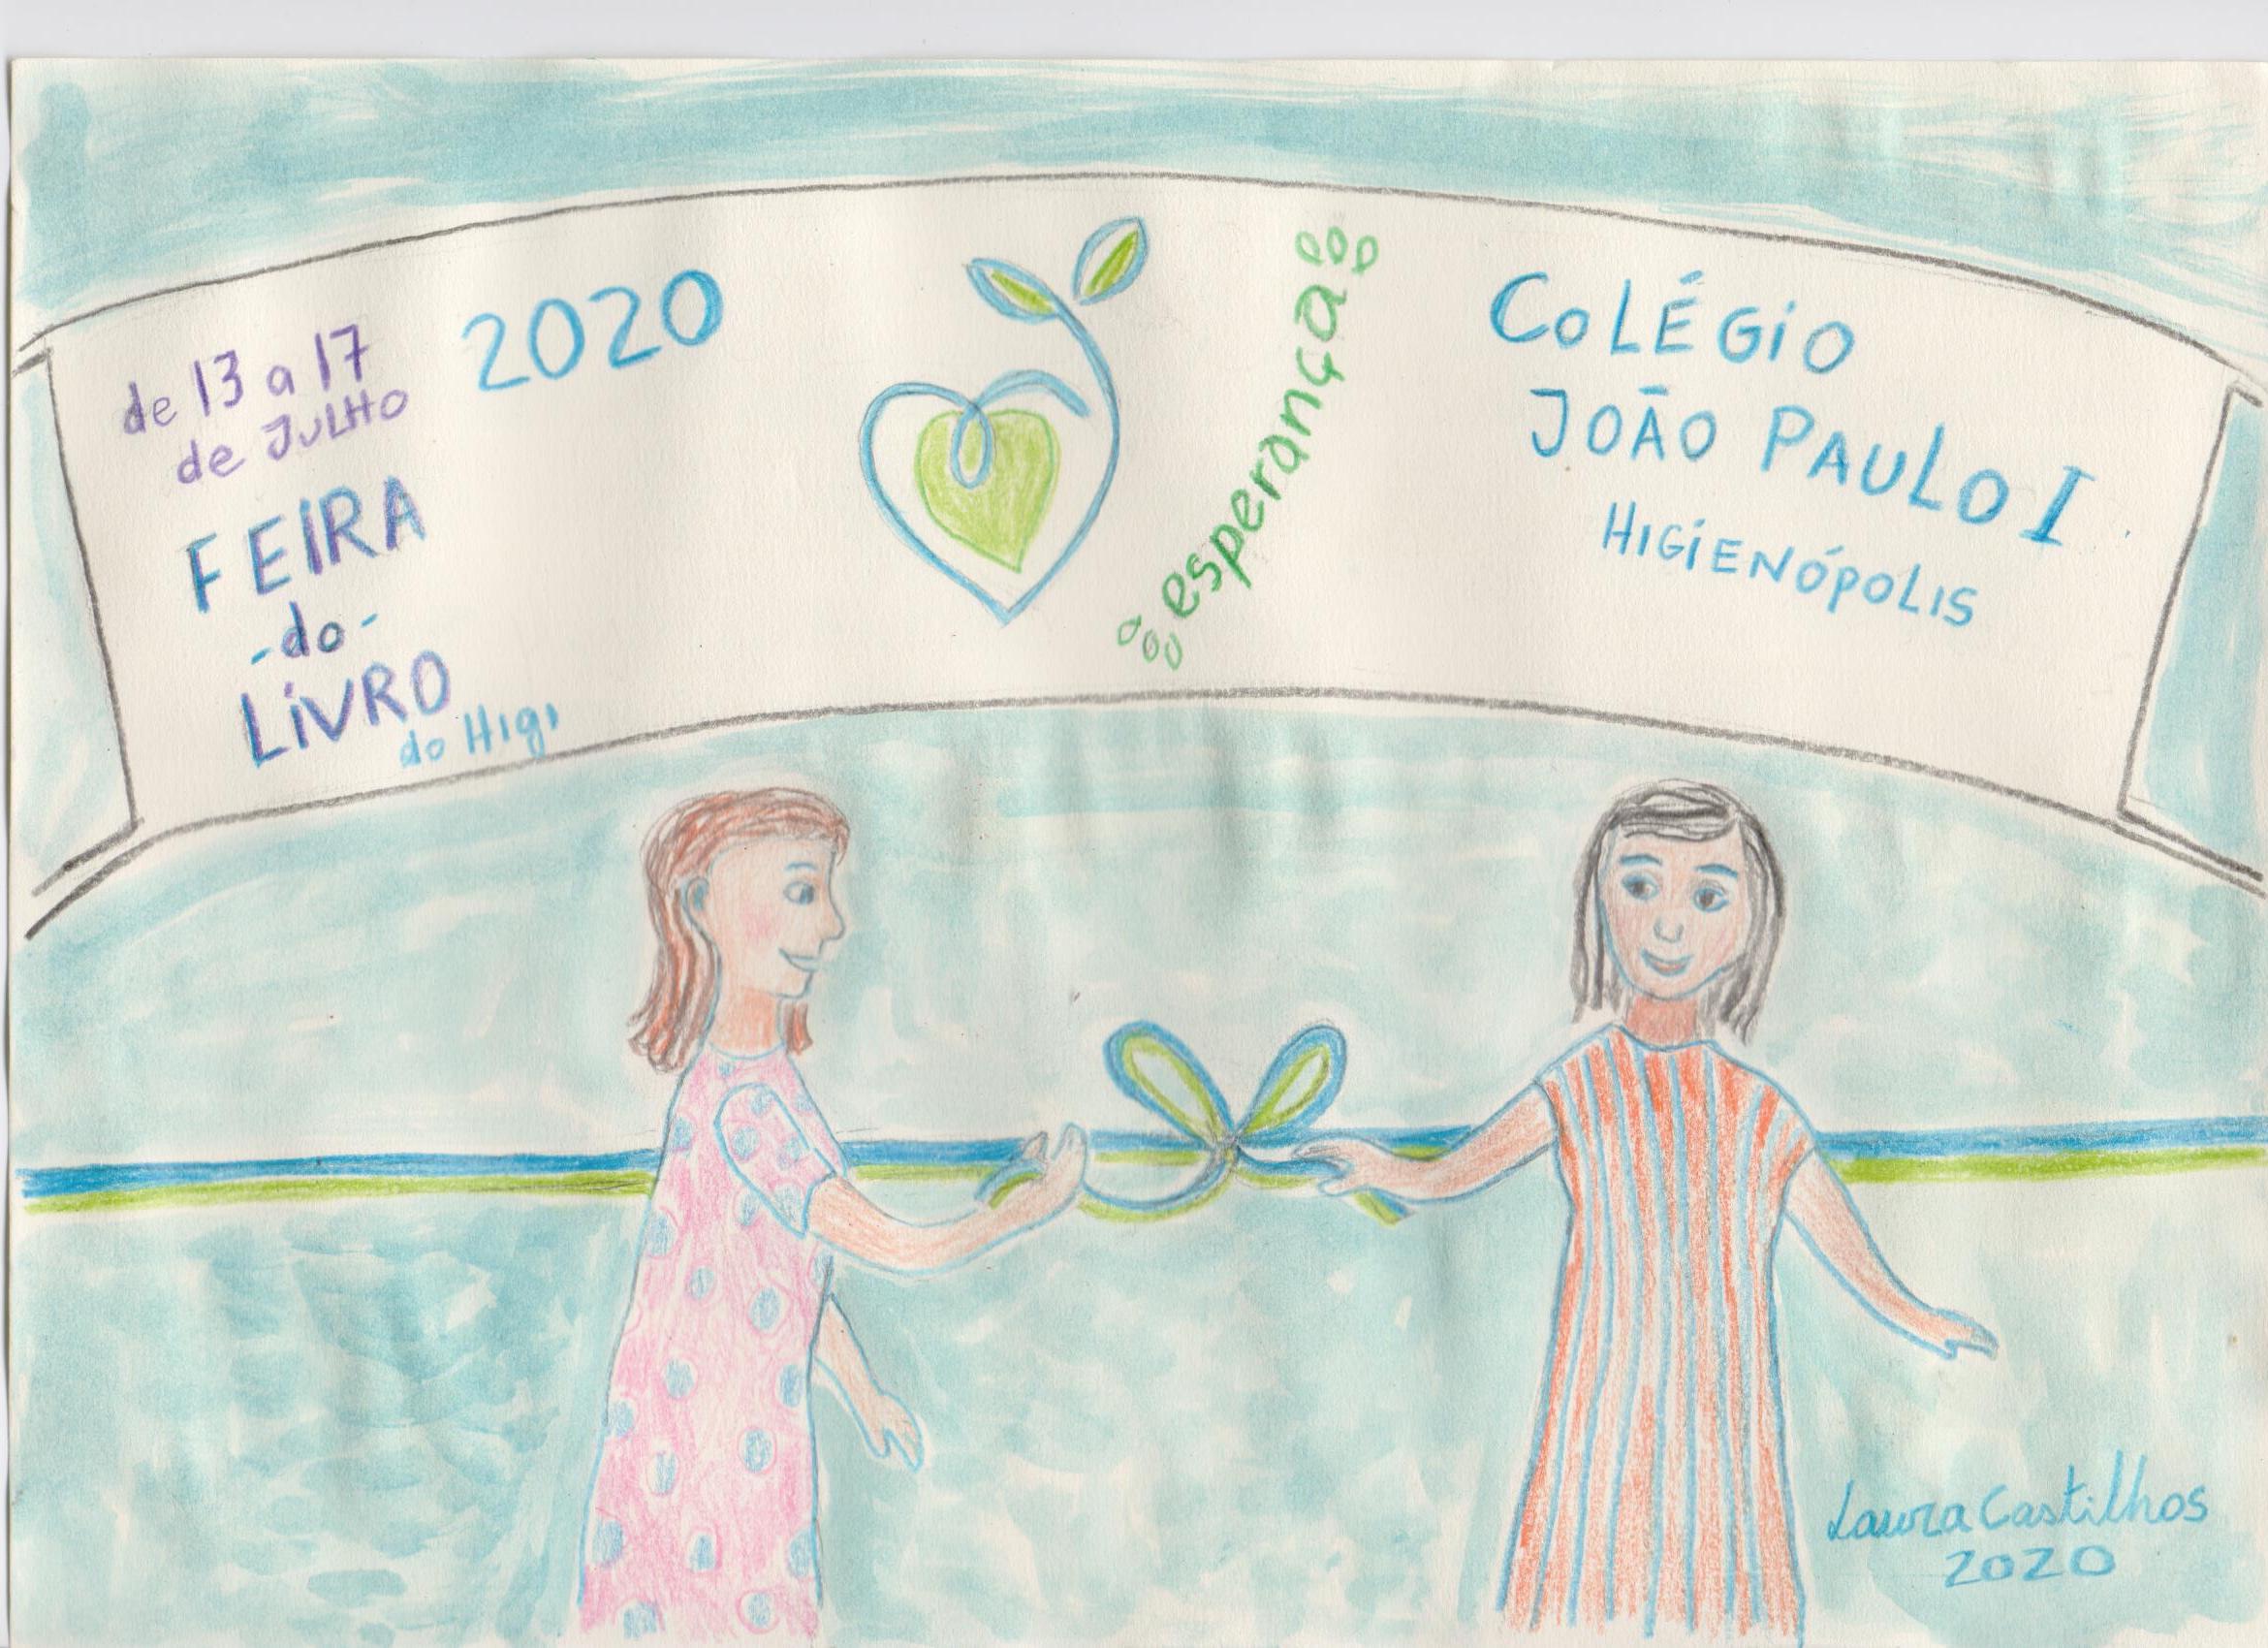 de 13 a 17
de JULHO
2020
FEIRA
-do-
LIVRO
do Higi
esperança
COLÉGIO
JOÃO PAULO I
HIGIENÓPOLIS
Laura Castilhos
2020